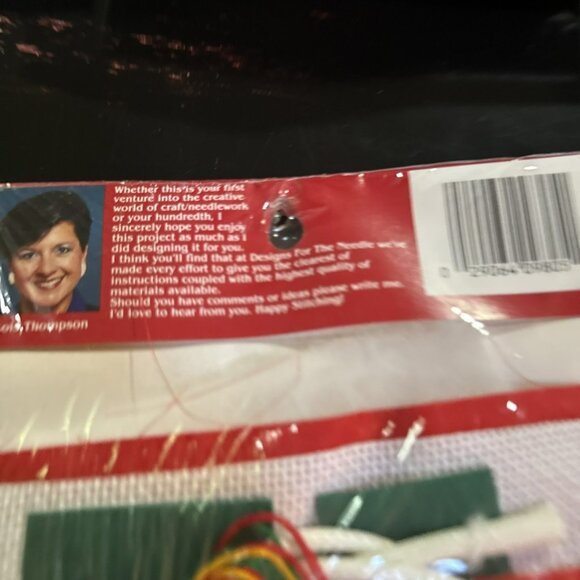 Whether this is your first
venture into the creative
world of craft/needlework
or your hundredth, I
sincerely hope you enjoy
this project as much as I
did designing it for you.
I think you'll find that at Designs For The Needle we've
made every effort to give you the clearest of
instructions coupled with the highest quality of
materials available.
Should you have comments or ideas please write me.
I'd love to hear from you. Happy Stitching!
Thompson